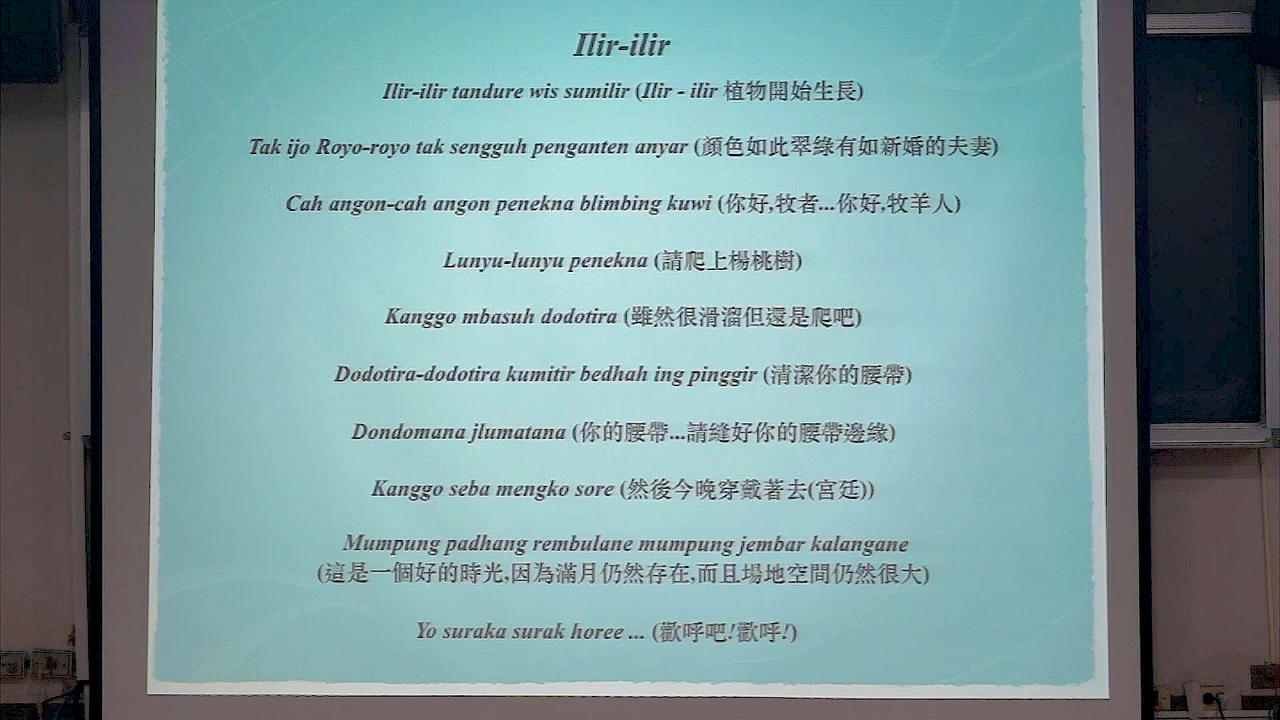 Ilir-ilir
Ilir-ilir tandure wis sumilir (Ilir - ilir 植物開始生長)
Tak ijo Royo-royo tak sengguh penganten anyar (顏色如此翠綠有如新婚的夫妻)
Cah angon-cah angon penekna blimbing kuwi (你好,牧者...你好,牧羊人)
Lunyu-lunyu penekna (請爬上楊桃樹)
Kanggo mbasuh dodotira (雖然很滑溜但還是爬吧)
Dodotira-dodotira kumitir bedhah ing pinggir (清潔你的腰帶)
Dondomana jlumatana (你的腰帶...請縫好你的腰帶邊緣)
Kanggo seba mengko sore (然後今晚穿戴著去(宮廷))
Mumpung padhang rembulane mumpung jembar kalangane
(這是一個好的時光,因為滿月仍然存在,而且場地空間仍然很大)
Yo suraka surak horee ... (歡呼吧!歡呼!)